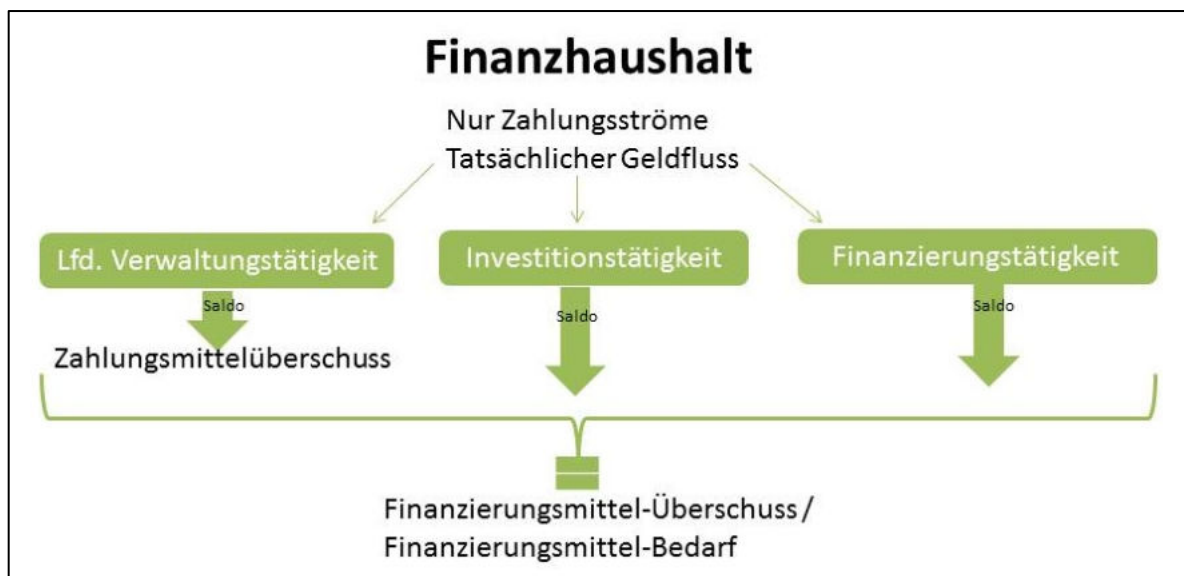 Finanzhaushalt
Nur Zahlungsströme
Tatsächlicher Geldfluss
Lfd. Verwaltungstätigkeit
Investitionstätigkeit
Finanzierungstätigkeit
Saldo
Saldo
Saldo
Zahlungsmittelüberschuss
Finanzierungsmittel-Überschuss /
Finanzierungsmittel-Bedarf